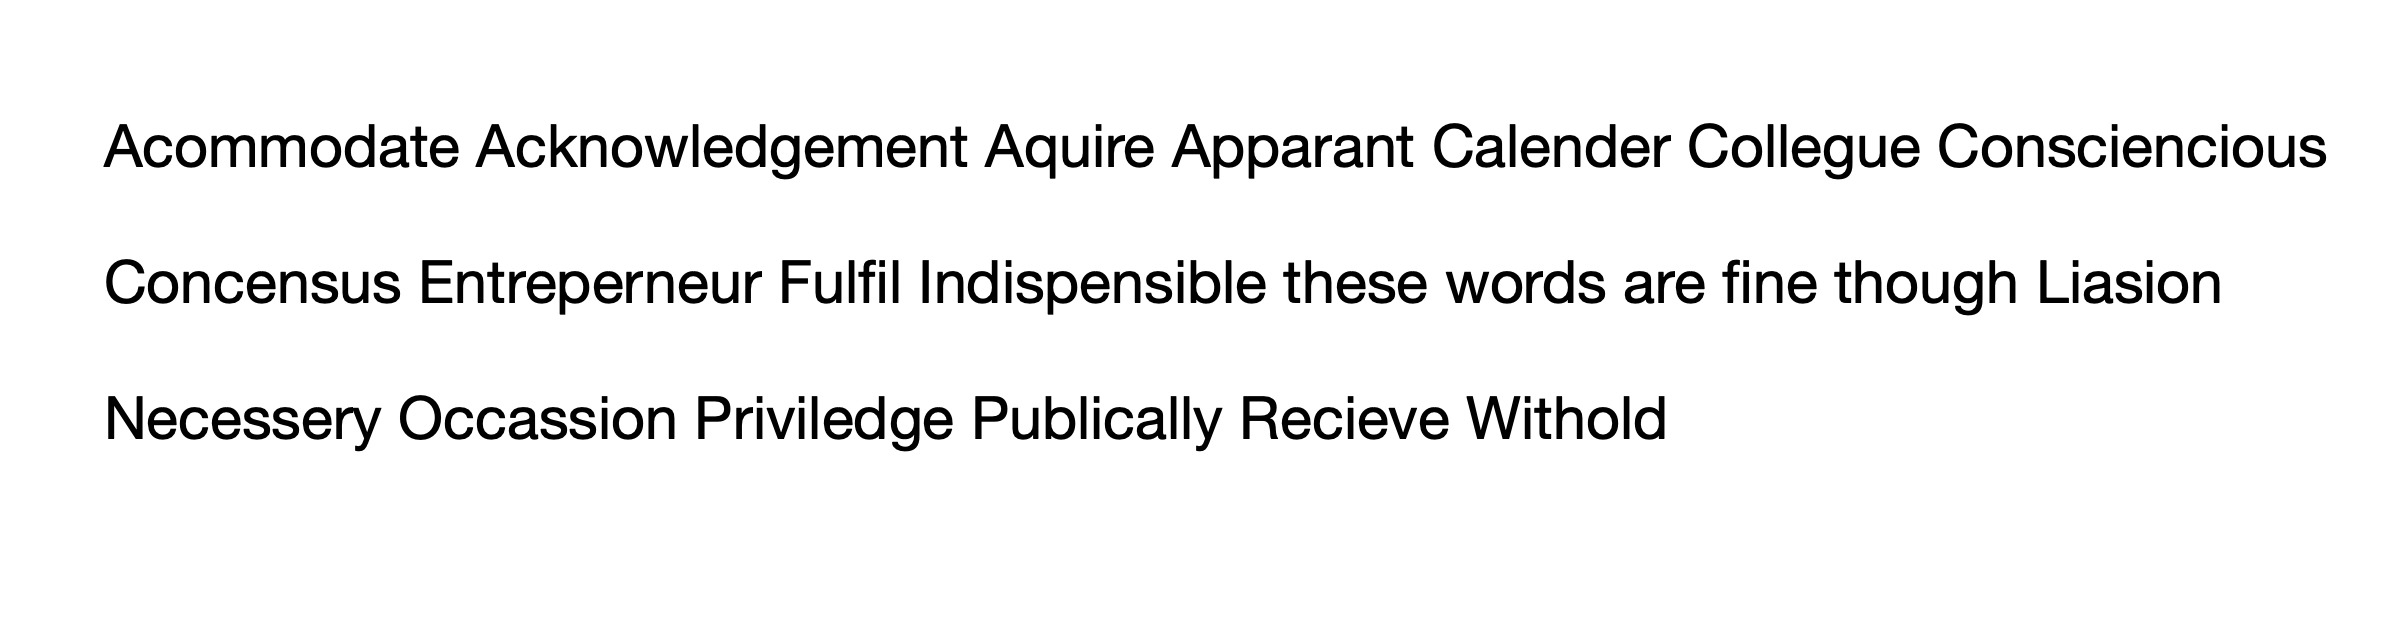 Acommodate Acknowledgement Aquire Apparant Calender Collegue Consciencious
Concensus Entreperneur Fulfil Indispensible these words are fine though Liasion
Necessery Occassion Priviledge Publically Recieve Withold